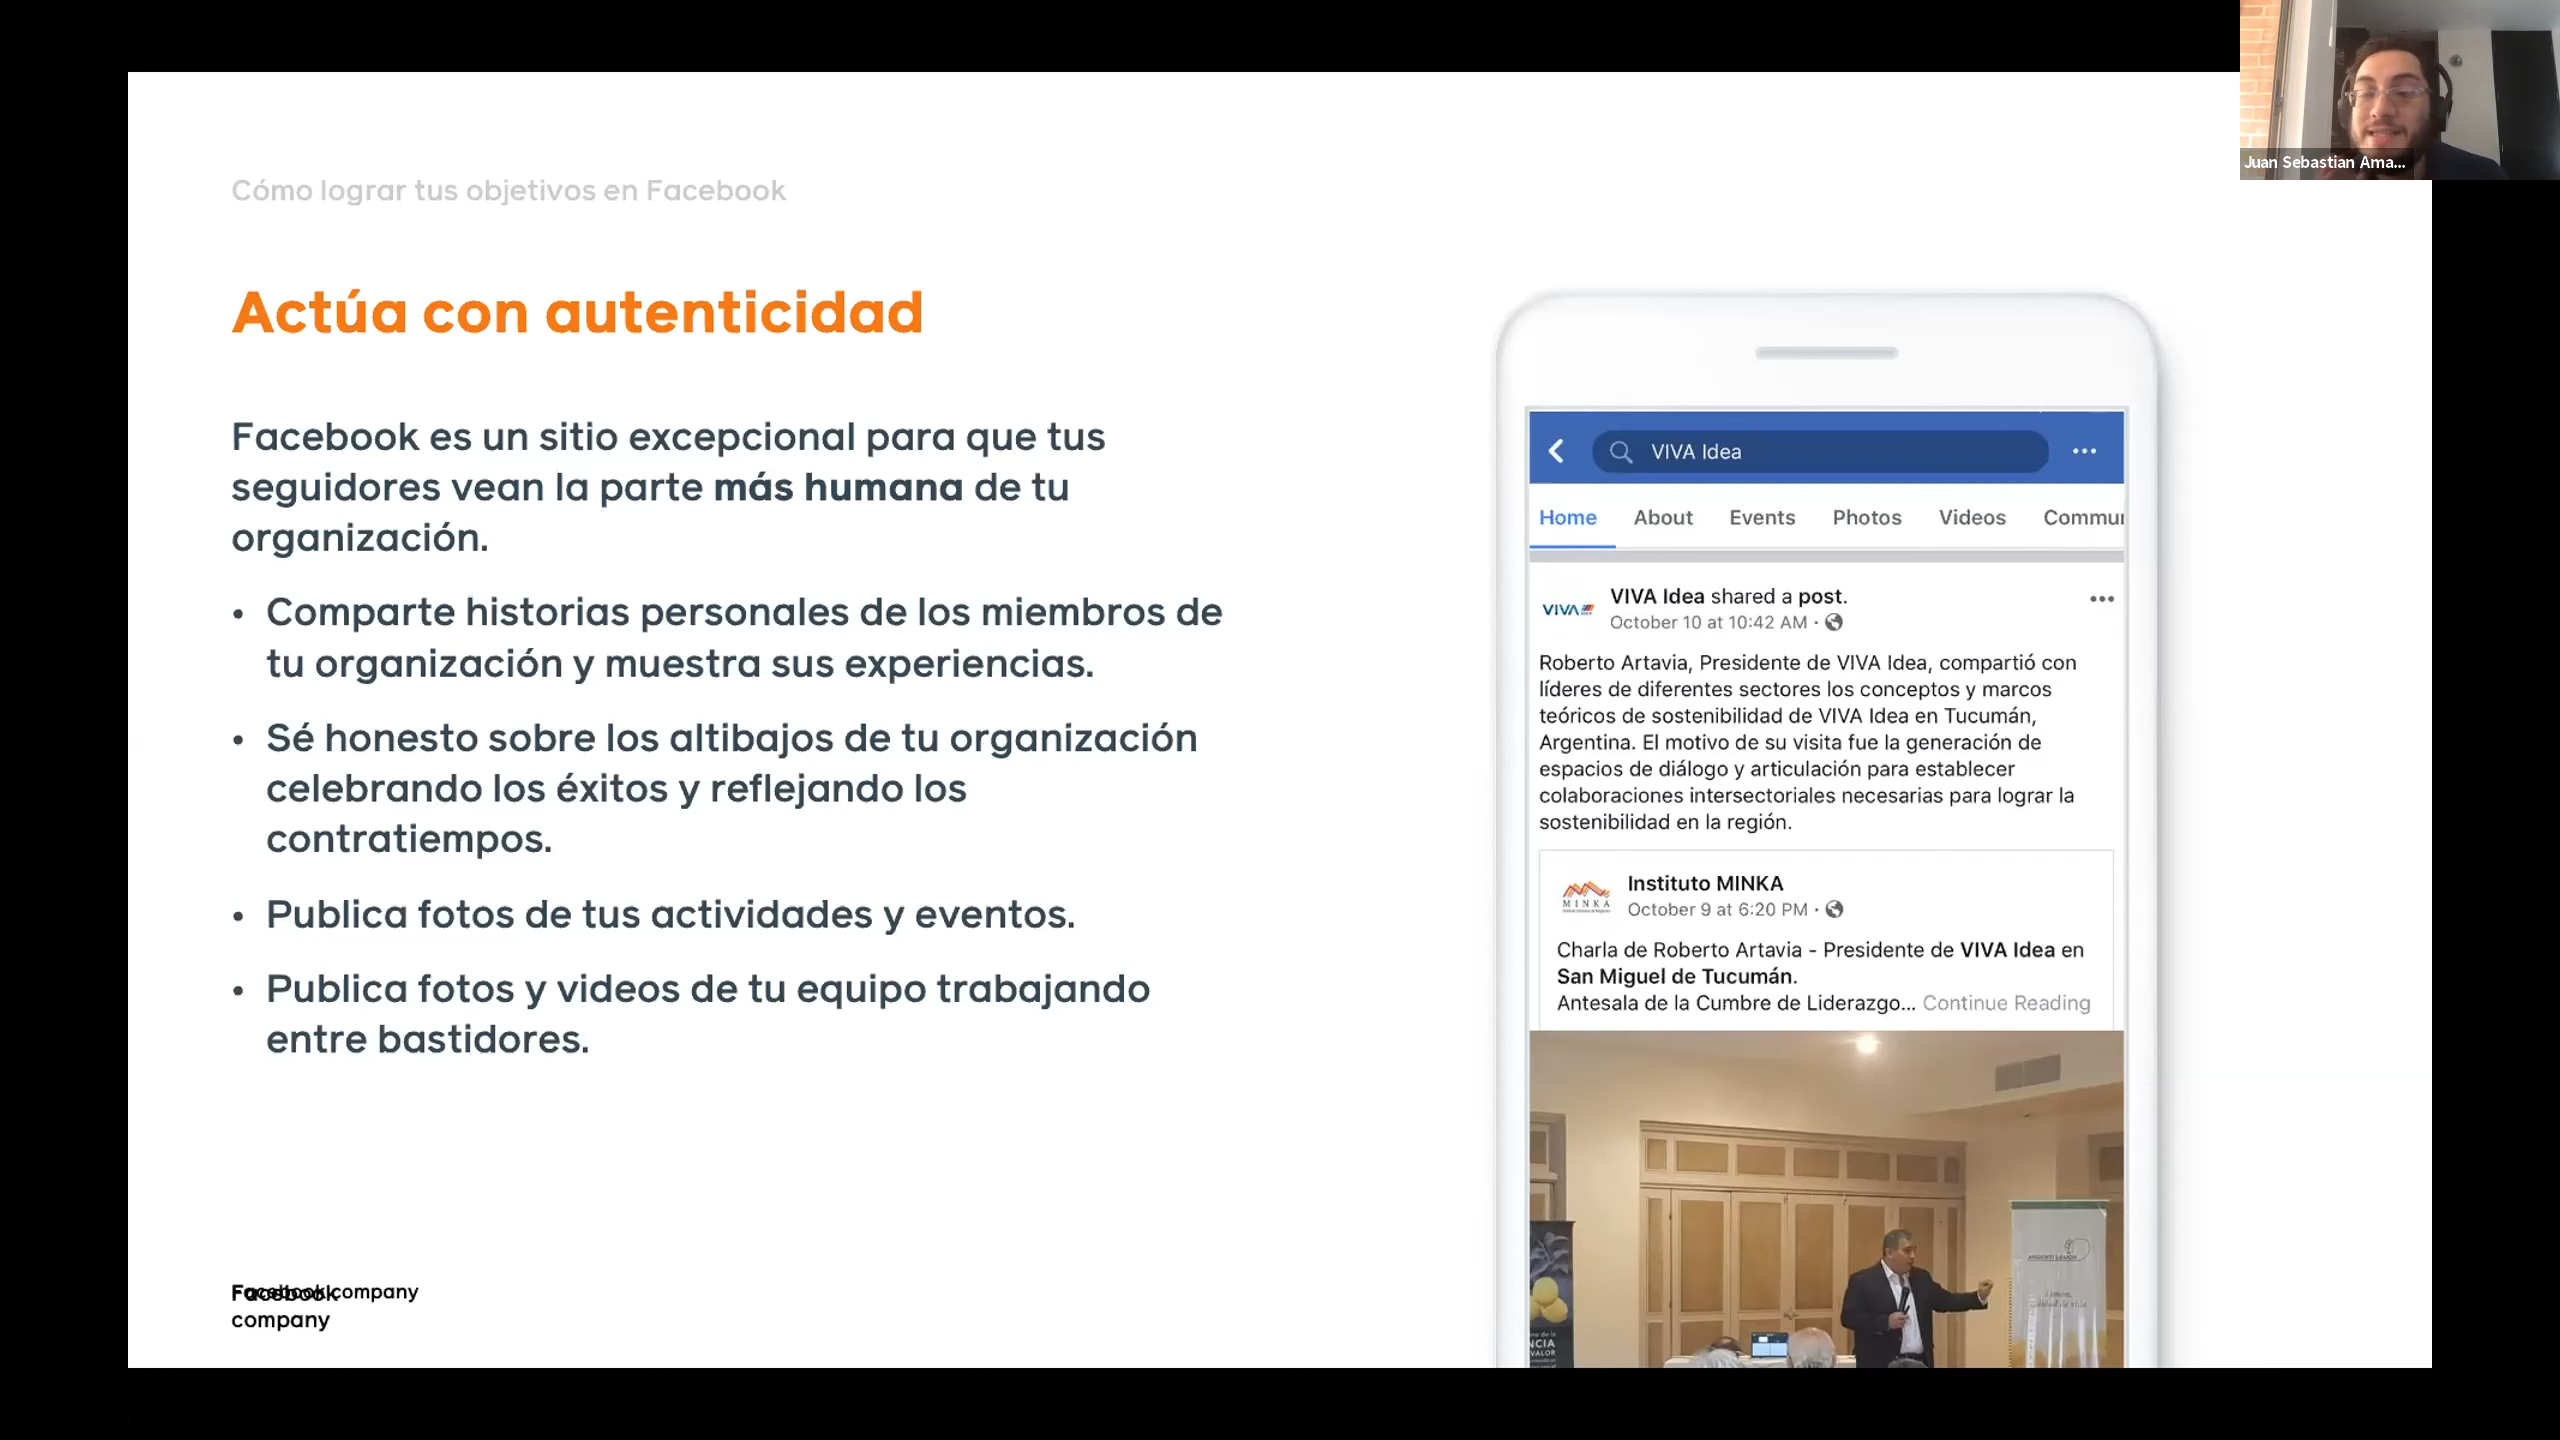 Juan Sebastian Ama...
Cómo lograr tus objetivos en Facebook
Actúa con autenticidad
Facebook es un sitio excepcional para que tus
seguidores vean la parte más humana de tu
organización.
• Comparte historias personales de los miembros de
tu organización y muestra sus experiencias.
• Sé honesto sobre los altibajos de tu organización
celebrando los éxitos y reflejando los
contratiempos.
• Publica fotos de tus actividades y eventos.
• Publica fotos y videos de tu equipo trabajando
entre bastidores.
Facebook company
Facebook
company
VIVA Idea
Home About Events Photos Videos Commun
VIVA
VIVA Idea shared a post.
October 10 at 10:42 AM ·
Roberto Artavia, Presidente de VIVA Idea, compartió con
líderes de diferentes sectores los conceptos y marcos
teóricos de sostenibilidad de VIVA Idea en Tucumán,
Argentina. El motivo de su visita fue la generación de
espacios de diálogo y articulación para establecer
colaboraciones intersectoriales necesarias para lograr la
sostenibilidad en la región.
MINKA
Instituto MINKA
October 9 at 6:20 PM ·
Charla de Roberto Artavia - Presidente de VIVA Idea en
San Miguel de Tucumán.
Antesala de la Cumbre de Liderazgo... Continue Reading
NCIA
VALOR